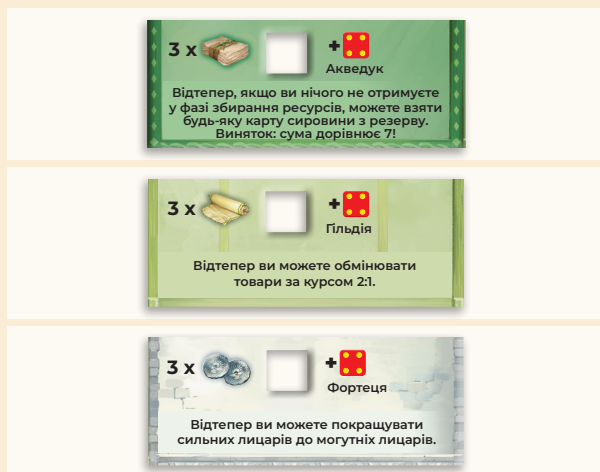 3 x
+
Акведук
Відтепер, якщо ви нічого не отримуєте
у фазі збирання ресурсів, можете взяти
будь-яку карту сировини з резерву.
Виняток: сума дорівнює 7!
3 x
+
Гільдія
Відтепер ви можете обмінювати
товари за курсом 2:1.
3 x
+
Фортеця
Відтепер ви можете покращувати
сильних лицарів до могутніх лицарів.